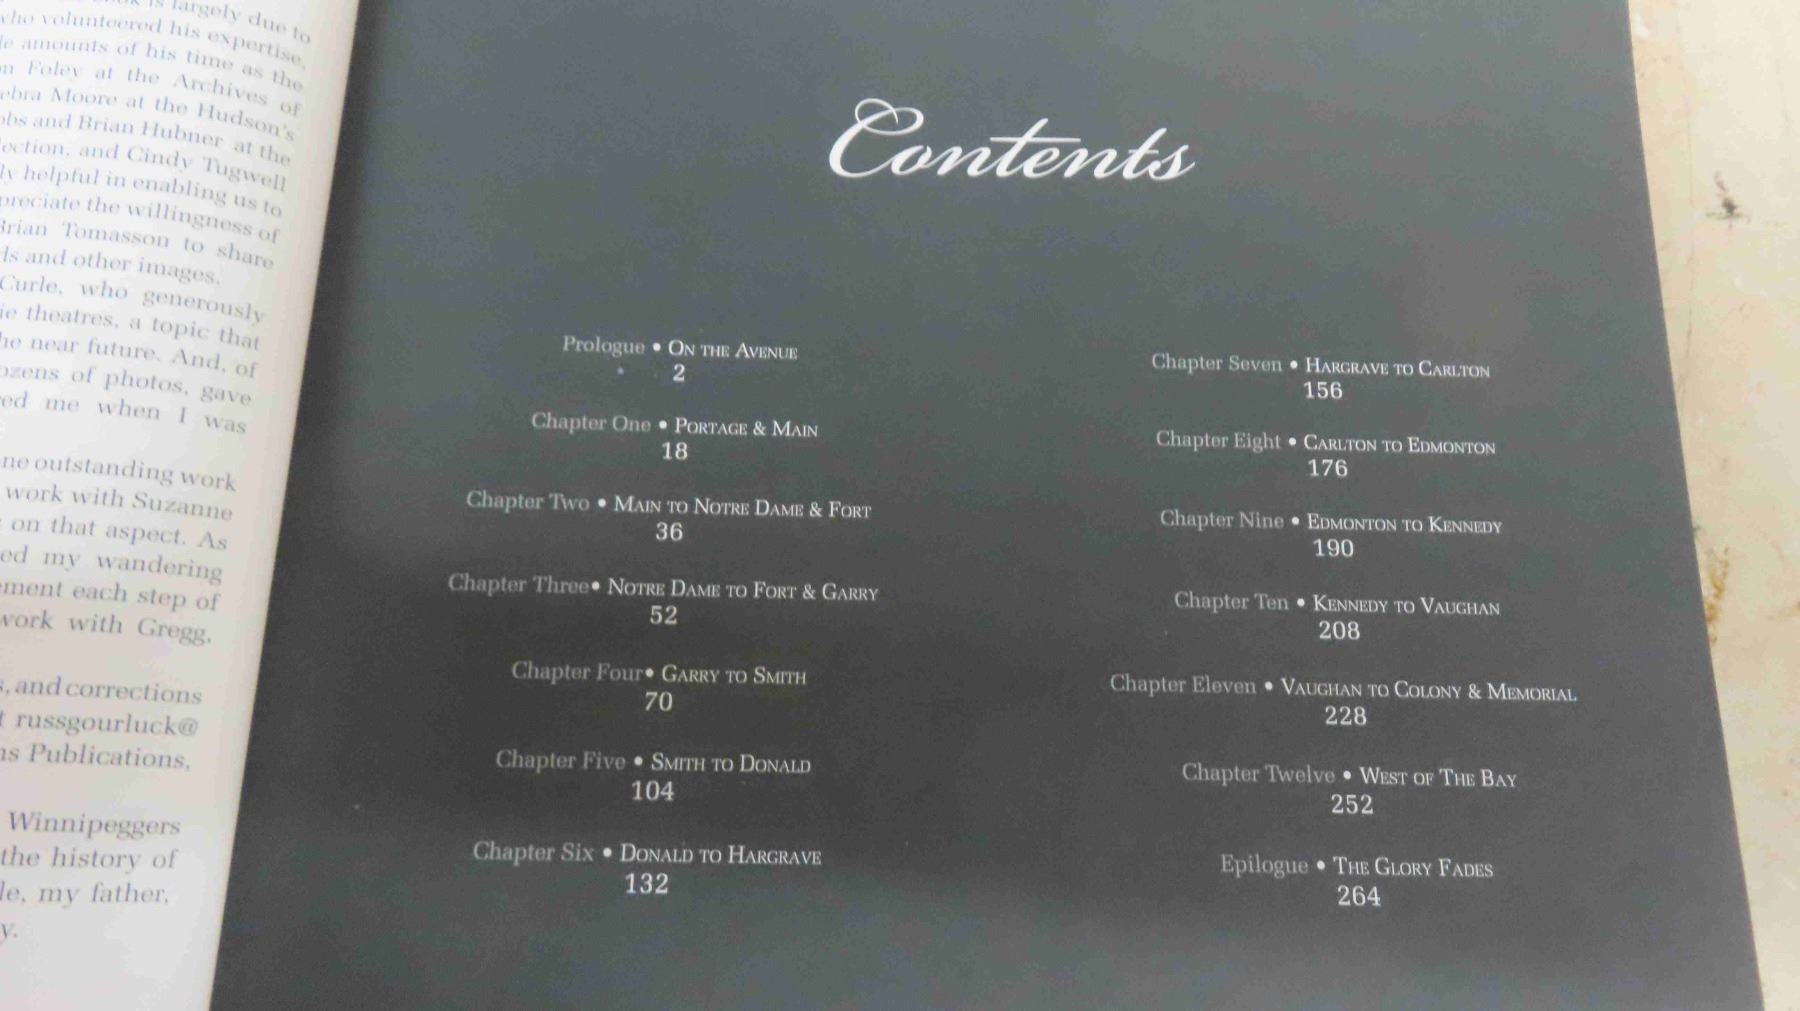 is largely due to
who volunteered his expertise,
amounts of his time as the
Foley at the Archives of
Moore at the Hudson's
and Brian Hubner at the
and Cindy Tugwell
helpful in enabling us to
the willingness of
Brian Tomasson to share
and other images.
Curle, who generously
theatres, a topic that
near future. And, of
of photos, gave
me when I was
outstanding work
work with Suzanne
on that aspect. As
my wandering
each step of
work with Gregg,
and corrections
russgourluck@
Publications,
Winnipeggers
the history of
my father,
Contents
Prologue • ON THE AVENUE
2
Chapter One • PORTAGE & MAIN
18
Chapter Two • MAIN TO NOTRE DAME & FORT
36
Chapter Three• NOTRE DAME TO FORT & GARRY
52
Chapter Four• GARRY TO SMITH
70
Chapter Five • SMITH TO DONALD
104
Chapter Six • DONALD TO HARGRAVE
132
Chapter Seven • HARGRAVE TO CARLTON
156
Chapter Eight • CARLTON TO EDMONTON
176
Chapter Nine • EDMONTON TO KENNEDY
190
Chapter Ten • KENNEDY TO VAUGHAN
208
Chapter Eleven • VAUGHAN TO COLONY & MEMORIAL
228
Chapter Twelve • WEST OF THE BAY
252
Epilogue • THE GLORY FADES
264